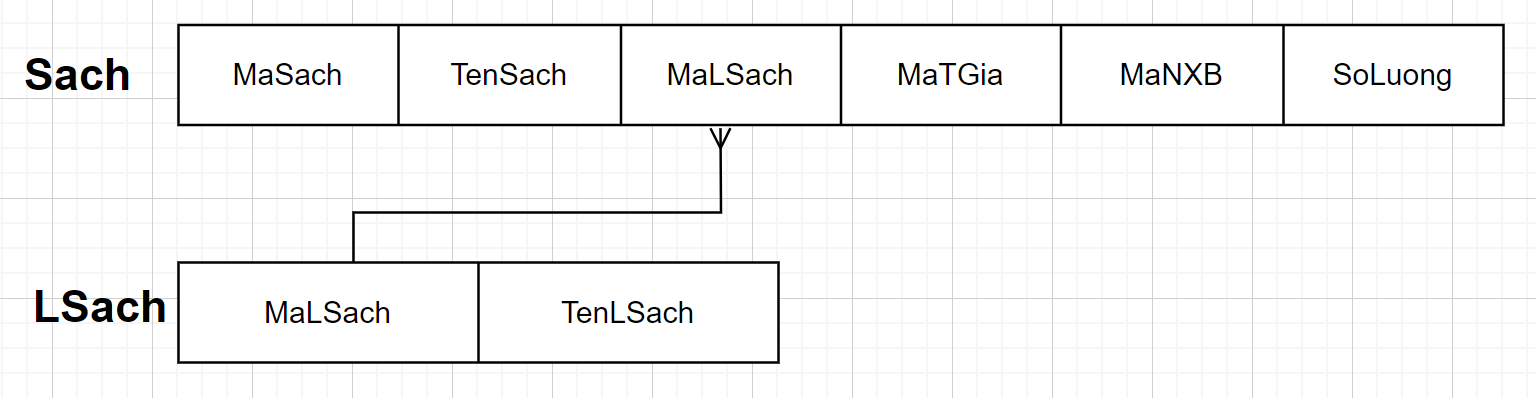 Sach MaSach TenSach MaLSach MaTGia MaNXB SoLuong
LSach MaLSach TenLSach